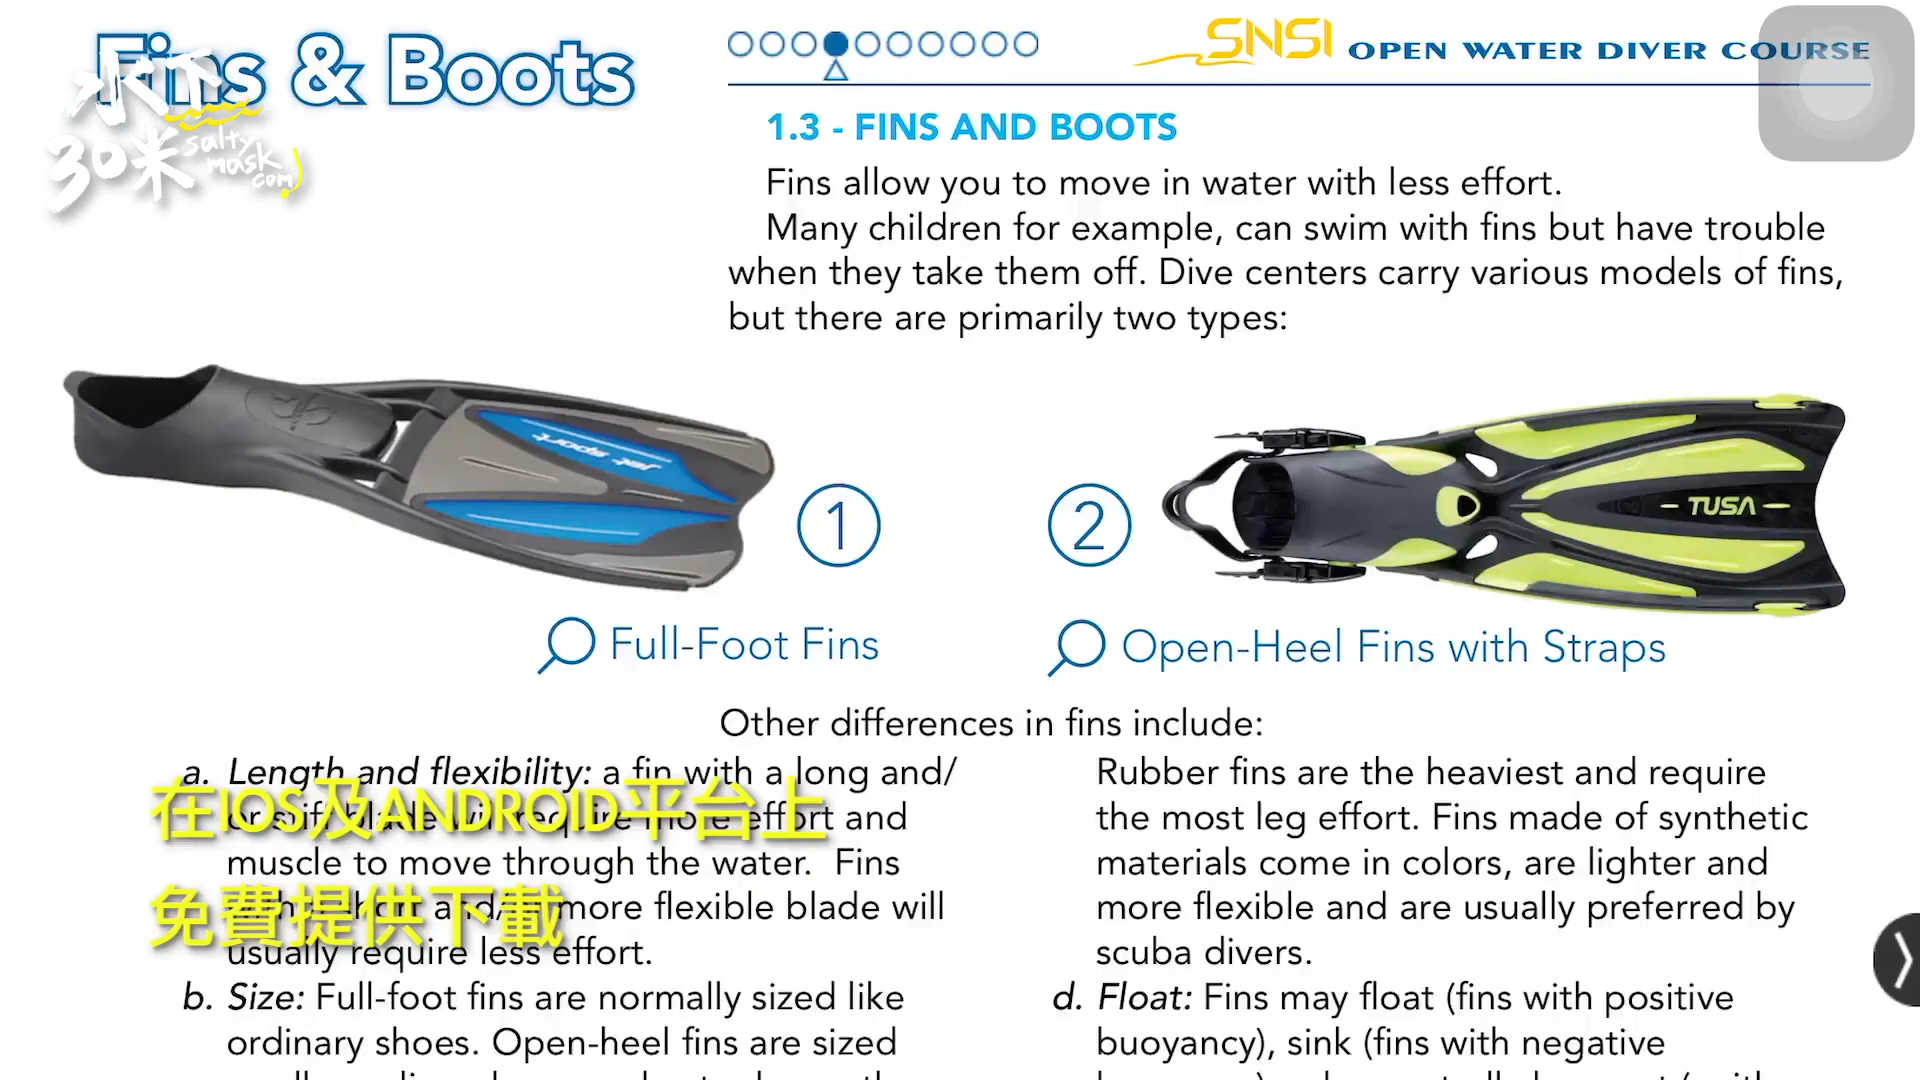 Fins & Boots
水下
30米
salty
mask
.com
SNSI OPEN WATER DIVER COURSE
1.3 - FINS AND BOOTS
Fins allow you to move in water with less effort.
Many children for example, can swim with fins but have trouble
when they take them off. Dive centers carry various models of fins,
but there are primarily two types:
jet sport
1
2
TUSA
Full-Foot Fins
Open-Heel Fins with Straps
Other differences in fins include:
a. Length and flexibility: a fin with a long and/
or stiff blade will require more effort and
muscle to move through the water. Fins
and/ more flexible blade will
usually require less effort.
b. Size: Full-foot fins are normally sized like
ordinary shoes. Open-heel fins are sized
Rubber fins are the heaviest and require
the most leg effort. Fins made of synthetic
materials come in colors, are lighter and
more flexible and are usually preferred by
scuba divers.
d. Float: Fins may float (fins with positive
buoyancy), sink (fins with negative
在IOS及ANDROID平台上
免費提供下載